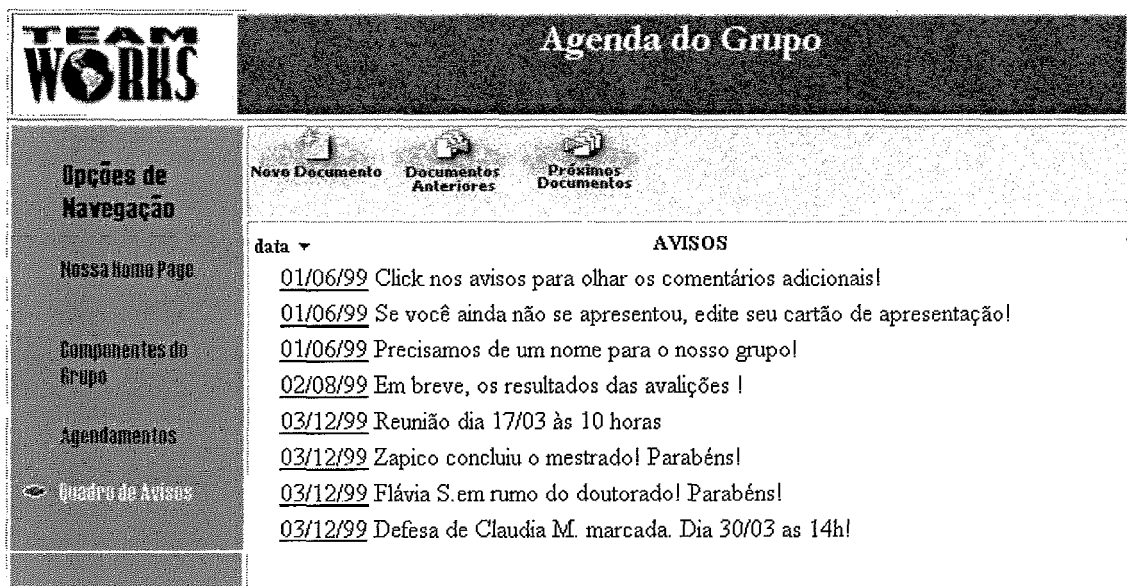 TEAM
WORKS
Agenda do Grupo
Novo Documento
Documentos
Anteriores
Próximos
Documentos
Opções de
Navegação
Nossa Home Page
Componentes do
Grupo
Agendamentos
Quadro de Avisos
data
AVISOS
01/06/99 Click nos avisos para olhar os comentários adicionais!
01/06/99 Se você ainda não se apresentou, edite seu cartão de apresentação!
01/06/99 Precisamos de um nome para o nosso grupo!
02/08/99 Em breve, os resultados das avalições !
03/12/99 Reunião dia 17/03 às 10 horas
03/12/99 Zapico concluiu o mestrado! Parabéns!
03/12/99 Flávia S.em rumo do doutorado! Parabéns!
03/12/99 Defesa de Claudia M. marcada. Dia 30/03 as 14h!